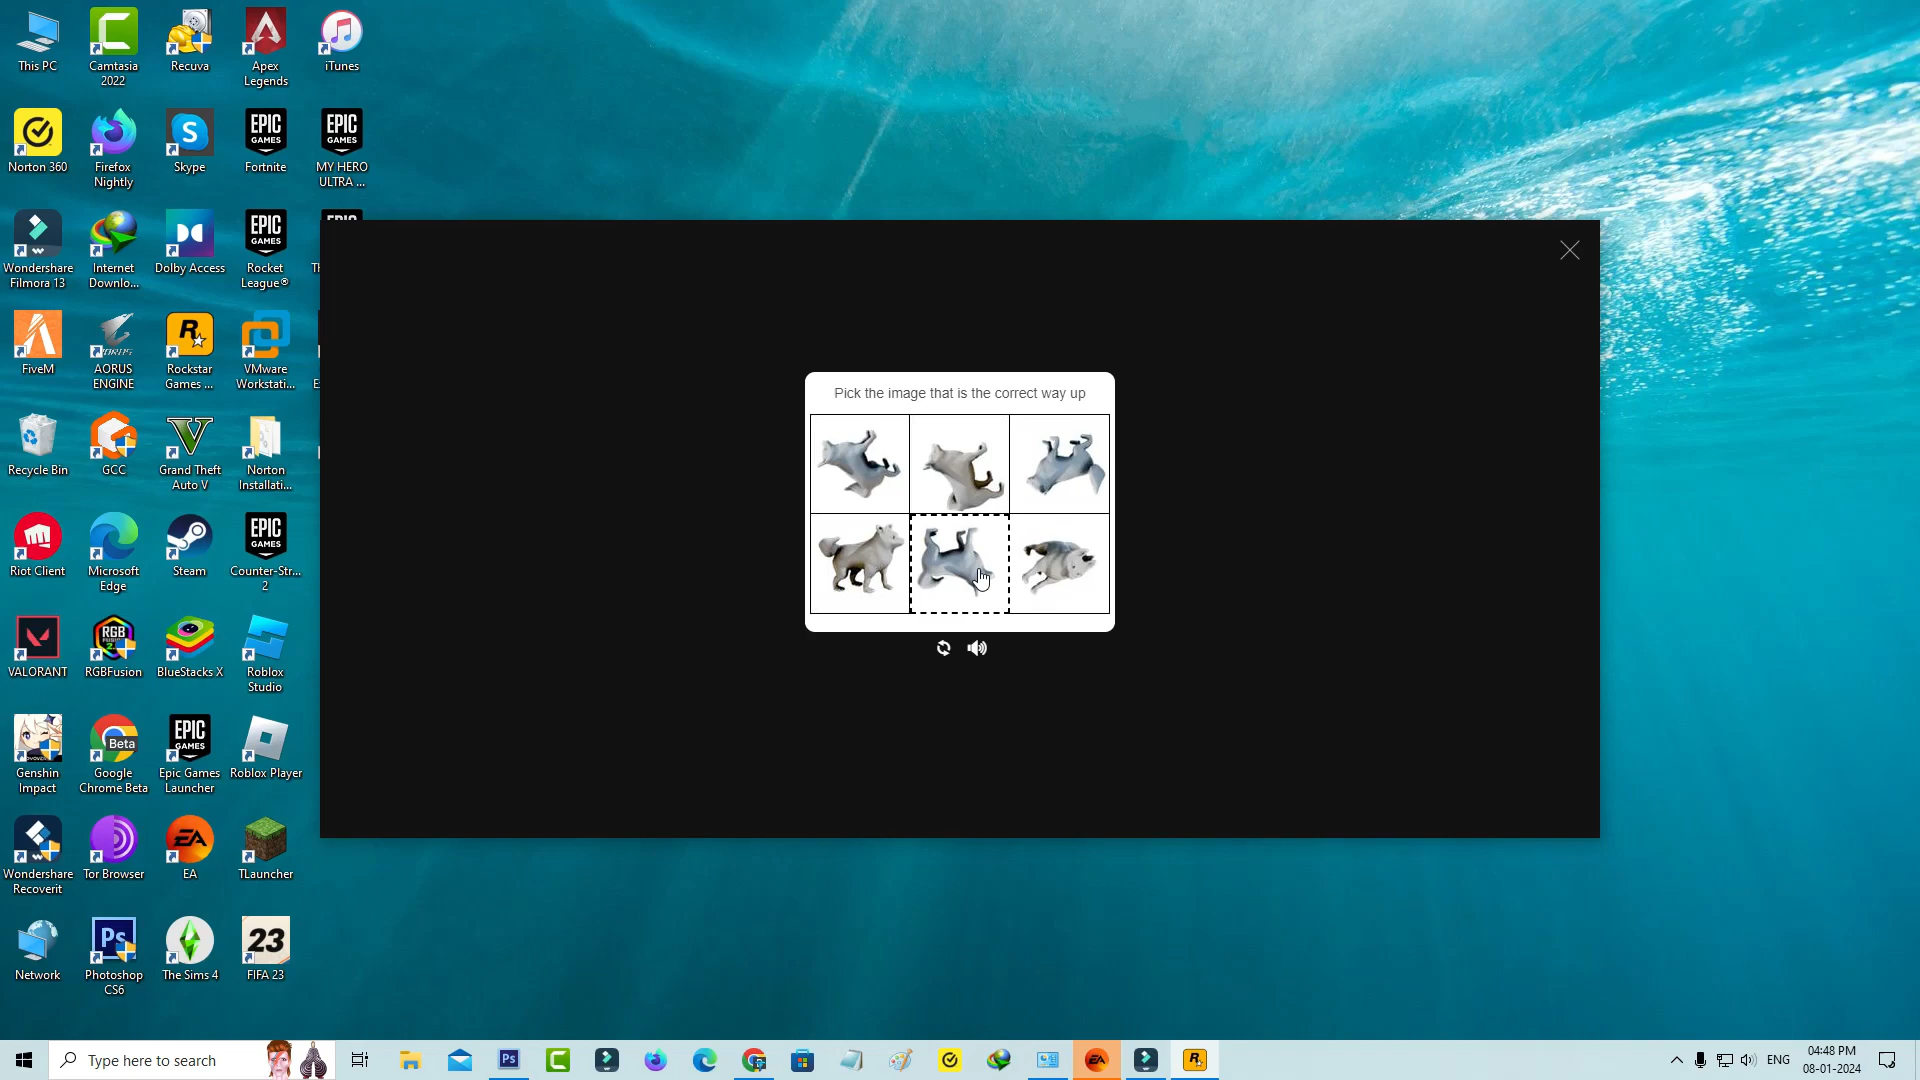 This PC
Camtasia
2022
Recuva
Apex
Legends
iTunes
Norton 360
Firefox
Nightly
S
Skype
EPIC
GAMES
Fortnite
EPIC
GAMES
MY HERO
ULTRA ...
Wondershare
Filmora 13
Internet
Downlo...
Dolby Access
EPIC
GAMES
Rocket
League®
FiveM
AORUS
ENGINE
R
Rockstar
Games ...
VMware
Workstati...
Recycle Bin
GCC
V
Grand Theft
Auto V
Norton
Installati...
Riot Client
Microsoft
Edge
Steam
EPIC
GAMES
Counter-Str...
2
VALORANT
RGB
FUSION
2
RGBFusion
BlueStacks X
Roblox
Studio
Genshin
Impact
Beta
Google
Chrome Beta
EPIC
GAMES
Epic Games
Launcher
Roblox Player
Wondershare
Recoverit
Tor Browser
EA
EA
TLauncher
Network
Ps
Photoshop
CS6
The Sims 4
23
FIFA 23
Pick the image that is the correct way up
Type here to search
Ps
EA
R
ENG
04:48 PM
08-01-2024